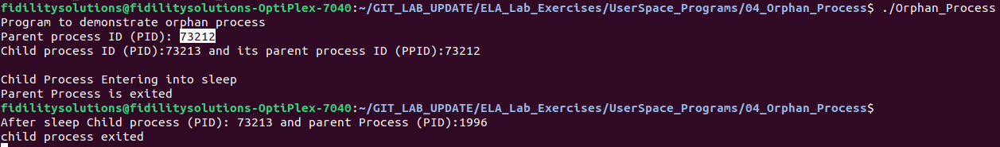 fidilitysolutions@fidilitysolutions-OptiPlex-7040:~/GIT_LAB_UPDATE/ELA_Lab_Exercises/UserSpace_Programs/04_Orphan_Process$ ./Orphan_Process
Program to demonstrate orphan process
Parent process ID (PID): 73212
Child process ID (PID):73213 and its parent process ID (PPID):73212
Child Process Entering into sleep
Parent Process is exited
fidilitysolutions@fidilitysolutions-OptiPlex-7040:~/GIT_LAB_UPDATE/ELA_Lab_Exercises/UserSpace_Programs/04_Orphan_Process$
After sleep Child process (PID): 73213 and parent Process (PID):1996
child process exited